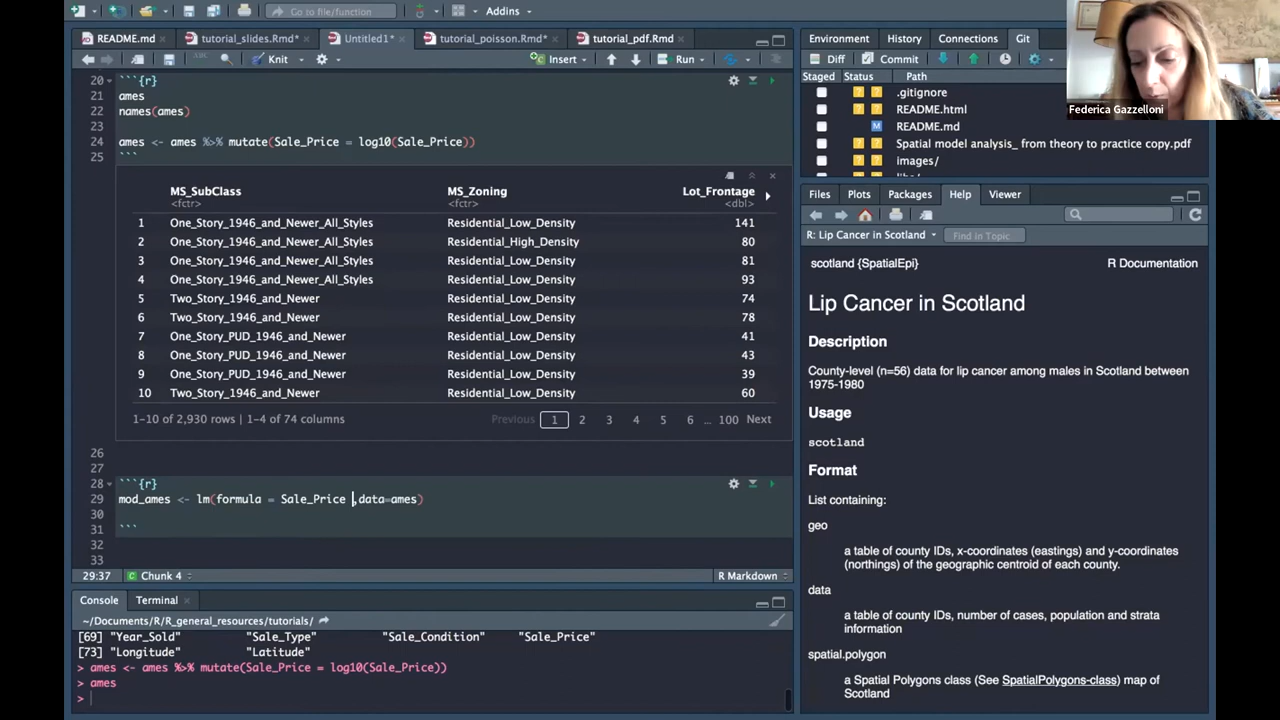 Go to file/function
Addins
README.md
tutorial_slides.Rmd*
Untitled1*
tutorial_poisson.Rmd*
tutorial_pdf.Rmd
Knit
Insert
Run
20 ```{r}
21 ames
22 names(ames)
23
24 ames <- ames %>% mutate(Sale_Price = log10(Sale_Price))
25 ```
MS_SubClass MS_Zoning Lot_Frontage
<fctr> <fctr> <dbl>
1 One_Story_1946_and_Newer_All_Styles Residential_Low_Density 141
2 One_Story_1946_and_Newer_All_Styles Residential_High_Density 80
3 One_Story_1946_and_Newer_All_Styles Residential_Low_Density 81
4 One_Story_1946_and_Newer_All_Styles Residential_Low_Density 93
5 Two_Story_1946_and_Newer Residential_Low_Density 74
6 Two_Story_1946_and_Newer Residential_Low_Density 78
7 One_Story_PUD_1946_and_Newer Residential_Low_Density 41
8 One_Story_PUD_1946_and_Newer Residential_Low_Density 43
9 One_Story_PUD_1946_and_Newer Residential_Low_Density 39
10 Two_Story_1946_and_Newer Residential_Low_Density 60
1-10 of 2,930 rows | 1-4 of 74 columns Previous 1 2 3 4 5 6 ... 100 Next
26
27
28 ```{r}
29 mod_ames <- lm(formula = Sale_Price ,data=ames)
30
31 ```
32
33
29:37 Chunk 4 R Markdown
Console Terminal
~/Documents/R/R_general_resources/tutorials/
[69] "Year_Sold" "Sale_Type" "Sale_Condition" "Sale_Price"
[73] "Longitude" "Latitude"
> ames <- ames %>% mutate(Sale_Price = log10(Sale_Price))
> ames
>
Environment History Connections Git
Diff Commit
Staged Status Path
.gitignore
README.html
M README.md
Spatial model analysis_ from theory to practice copy.pdf
images/
Federica Gazzelloni
Files Plots Packages Help Viewer
R: Lip Cancer in Scotland Find in Topic
scotland {SpatialEpi} R Documentation
Lip Cancer in Scotland
Description
County-level (n=56) data for lip cancer among males in Scotland between
1975-1980
Usage
scotland
Format
List containing:
geo
a table of county IDs, x-coordinates (eastings) and y-coordinates
(northings) of the geographic centroid of each county.
data
a table of county IDs, number of cases, population and strata
information
spatial.polygon
a Spatial Polygons class (See SpatialPolygons-class) map of
Scotland